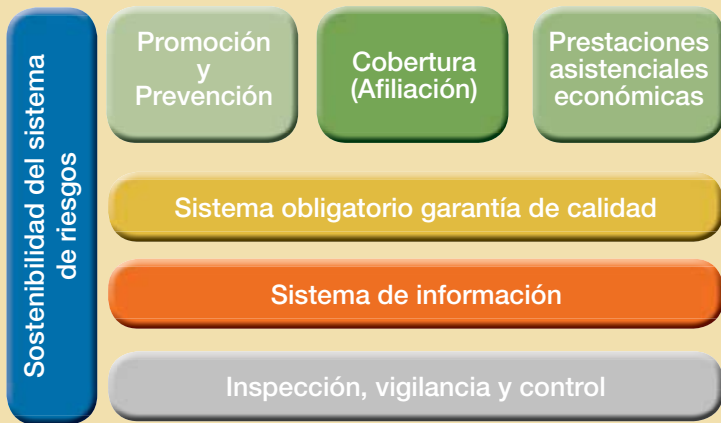 Sostenibilidad del sistema
de riesgos
Promoción
y
Prevención
Cobertura
(Afiliación)
Prestaciones
asistenciales
económicas
Sistema obligatorio garantía de calidad
Sistema de información
Inspección, vigilancia y control